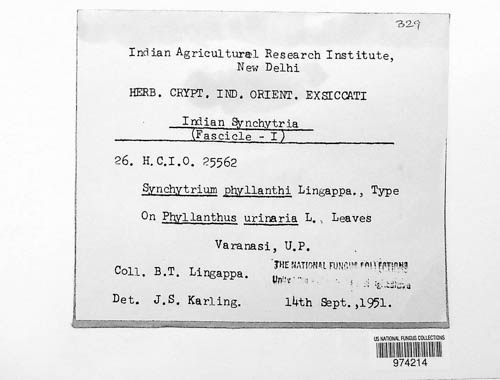 329
Indian Agricultural Research Institute,
New Delhi
HERB. CRYPT. IND. ORIENT. EXSICCATI
Indian Synchytria
(Fascicle - I)
26. H.C.I.O. 25562
Synchytrium phyllanthi Lingappa., Type
On Phyllanthus urinaria L., Leaves
Varanasi, U.P.
Coll. B.T. Lingappa.
THE NATIONAL FUNGUS COLLECTIONS
Det. J.S. Karling.
14th Sept.,1951.
US NATIONAL FUNGUS COLLECTIONS
974214